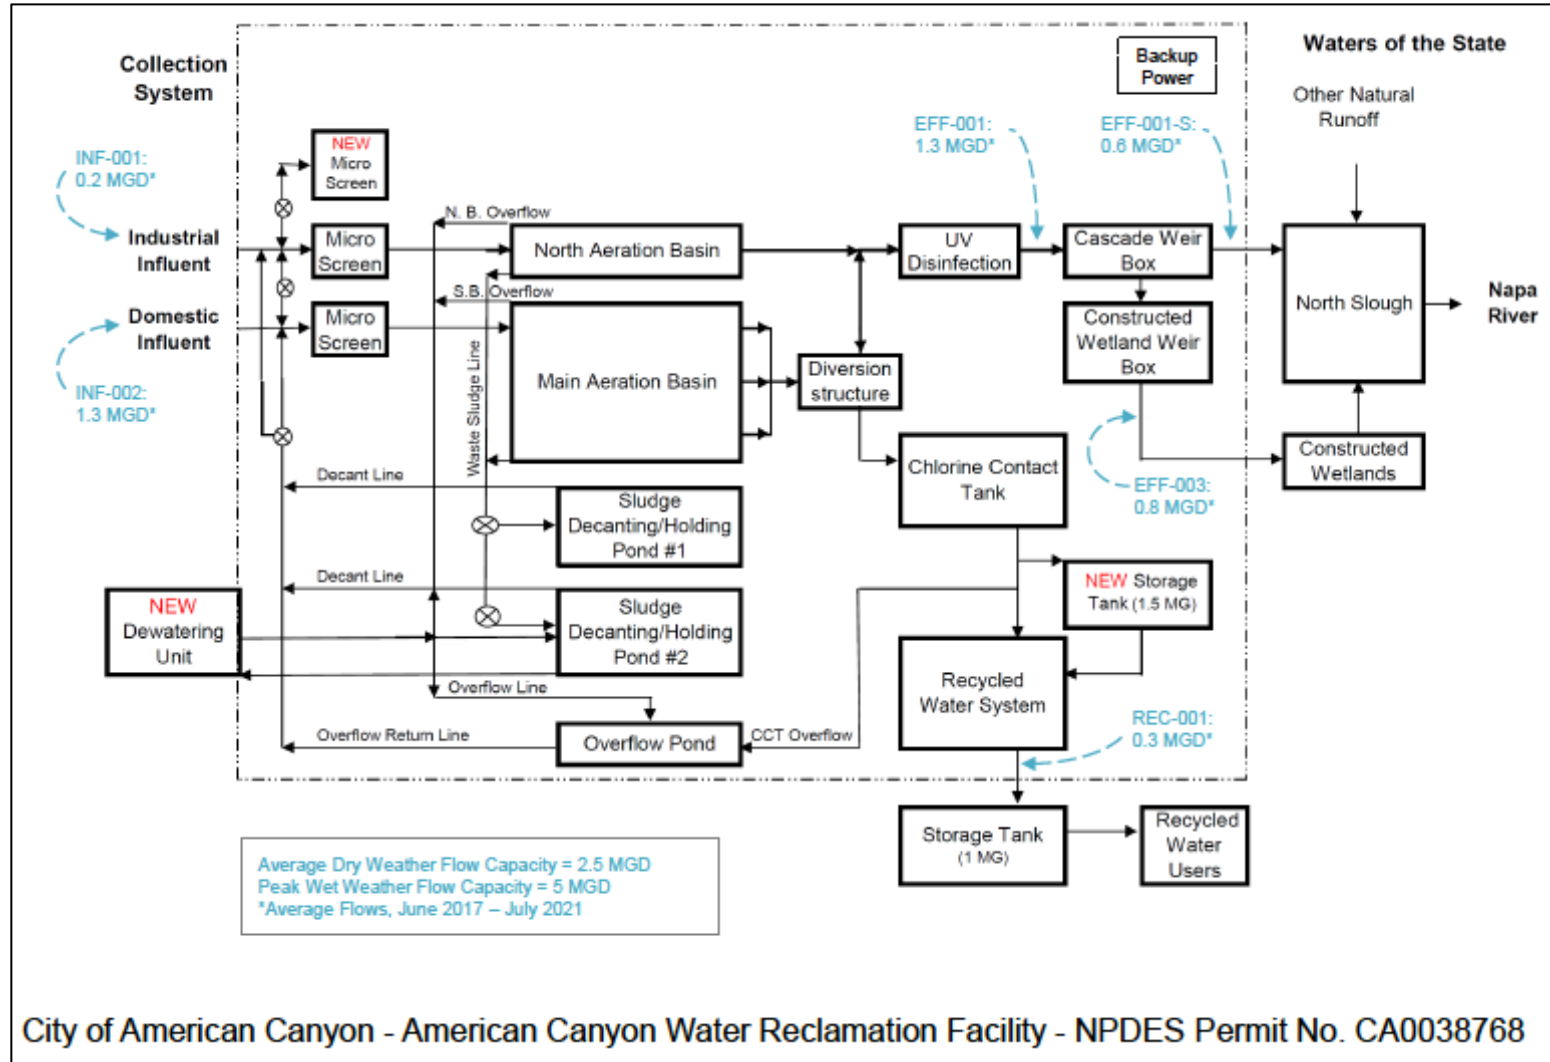 Collection
System
Backup
Power
Waters of the State
Other Natural
Runoff
INF-001:
0.2 MGD*
NEW
Micro
Screen
EFF-001:
1.3 MGD*
EFF-001-S:
0.6 MGD*
N. B. Overflow
Industrial
Influent
Micro
Screen
North Aeration Basin
UV
Disinfection
Cascade Weir
Box
S.B. Overflow
North Slough
Napa
River
Domestic
Influent
Micro
Screen
Main Aeration Basin
Constructed
Wetland Weir
Box
Diversion
structure
INF-002:
1.3 MGD*
Waste Sludge Line
Chlorine Contact
Tank
Constructed
Wetlands
EFF-003:
0.8 MGD*
Decant Line
Sludge
Decanting/Holding
Pond #1
Decant Line
NEW Storage
Tank (1.5 MG)
NEW
Dewatering
Unit
Sludge
Decanting/Holding
Pond #2
Overflow Line
Recycled
Water System
Overflow Return Line
Overflow Pond
CCT Overflow
REC-001:
0.3 MGD*
Storage Tank
(1 MG)
Recycled
Water
Users
Average Dry Weather Flow Capacity = 2.5 MGD
Peak Wet Weather Flow Capacity = 5 MGD
*Average Flows, June 2017 – July 2021
City of American Canyon - American Canyon Water Reclamation Facility - NPDES Permit No. CA0038768